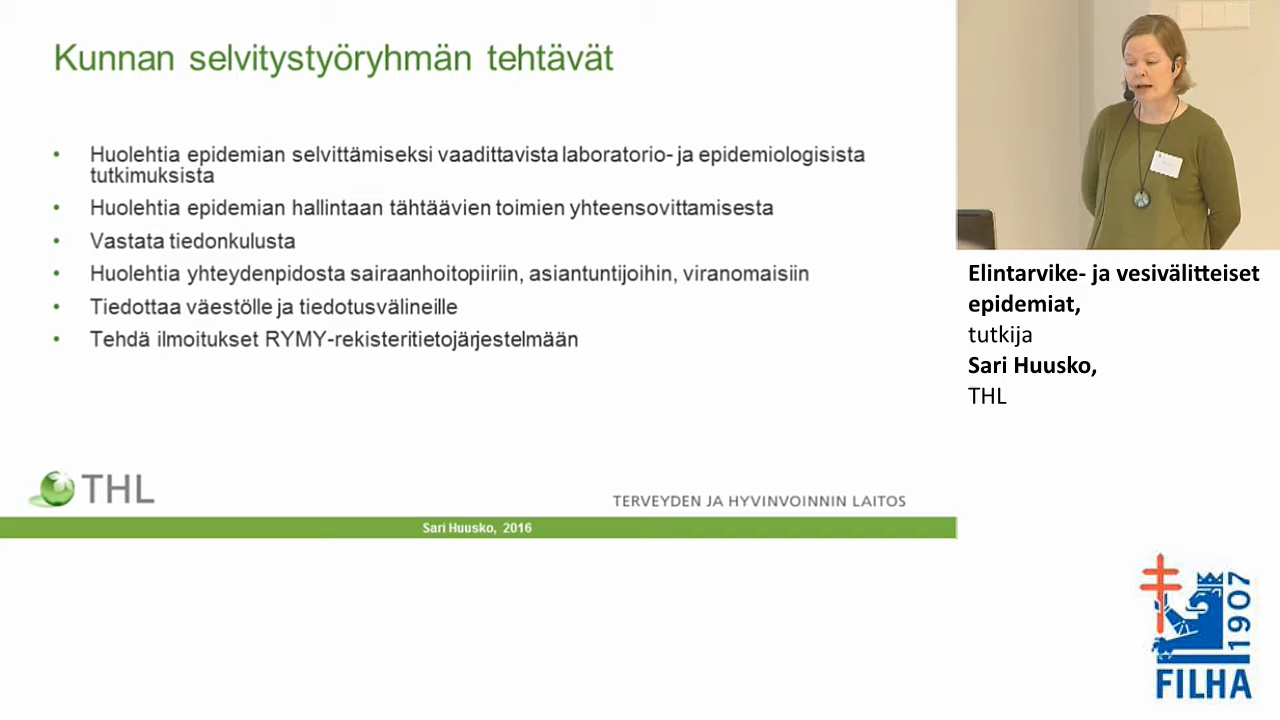 Kunnan selvitystyöryhmän tehtävät
• Huolehtia epidemian selvittämiseksi vaadittavista laboratorio- ja epidemiologisista
tutkimuksista
• Huolehtia epidemian hallintaan tähtäävien toimien yhteensovittamisesta
• Vastata tiedonkulusta
• Huolehtia yhteydenpidosta sairaanhoitopiiriin, asiantuntijoihin, viranomaisiin
• Tiedottaa väestölle ja tiedotusvälineille
• Tehdä ilmoitukset RYMY-rekisteritietojärjestelmään
THL
TERVEYDEN JA HYVINVOINNIN LAITOS
Sari Huusko, 2016
Elintarvike- ja vesivälitteiset
epidemiat,
tutkija
Sari Huusko,
THL
1907
FILHA